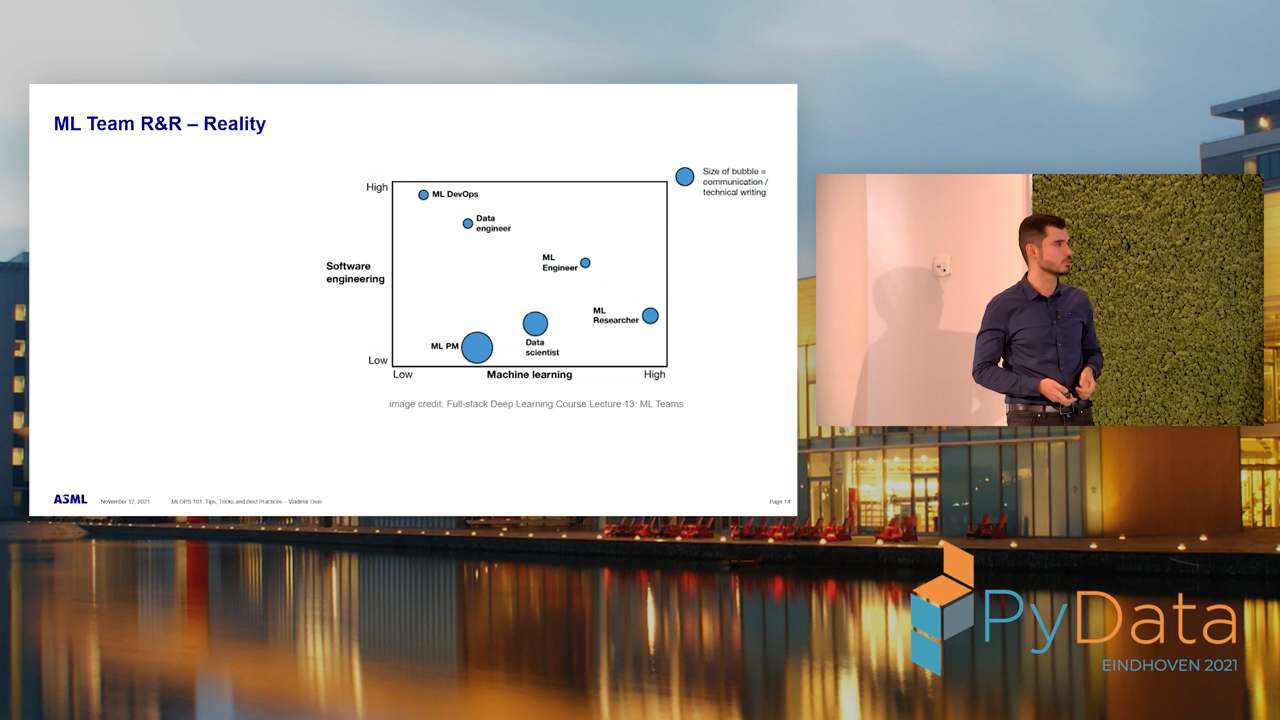 ML Team R&R – Reality
Size of bubble =
communication /
technical writing
High
ML DevOps
Data
engineer
ML
Engineer
Software
engineering
ML
Researcher
ML PM
Data
scientist
Low
Low
Machine learning
High
image credit: Full-stack Deep Learning Course Lecture 13: ML Teams
ASML
November 12, 2021
MLOPS 101: Tips, Tricks and Best Practices – Vladimir Osin
Page 14
PyData
EINDHOVEN 2021